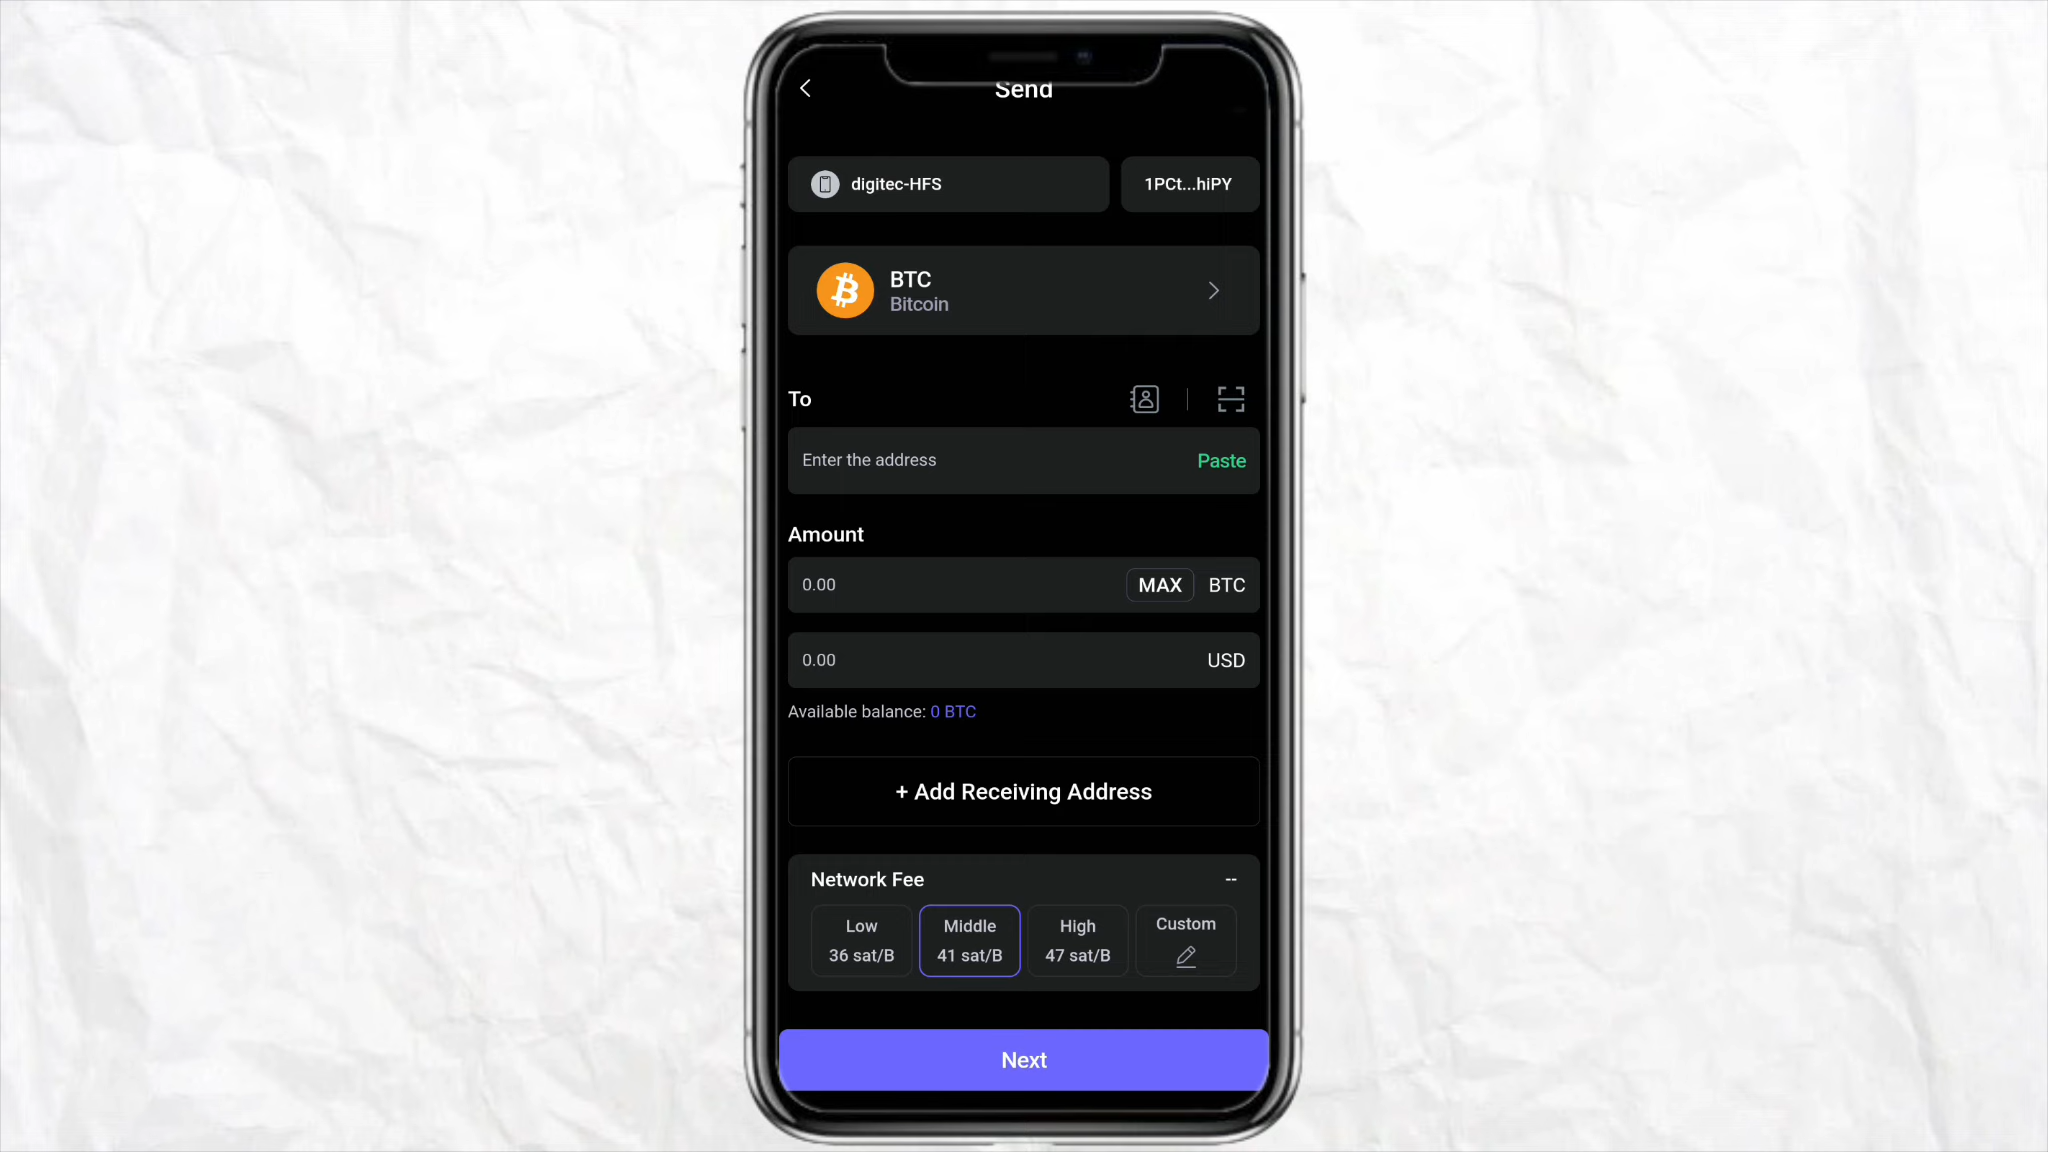 Send
digitec-HFS
1PCt...hiPY
BTC
Bitcoin
To
Enter the address
Paste
Amount
0.00
MAX
BTC
0.00
USD
Available balance: 0 BTC
+ Add Receiving Address
Network Fee
--
Low
36 sat/B
Middle
41 sat/B
High
47 sat/B
Custom
Next